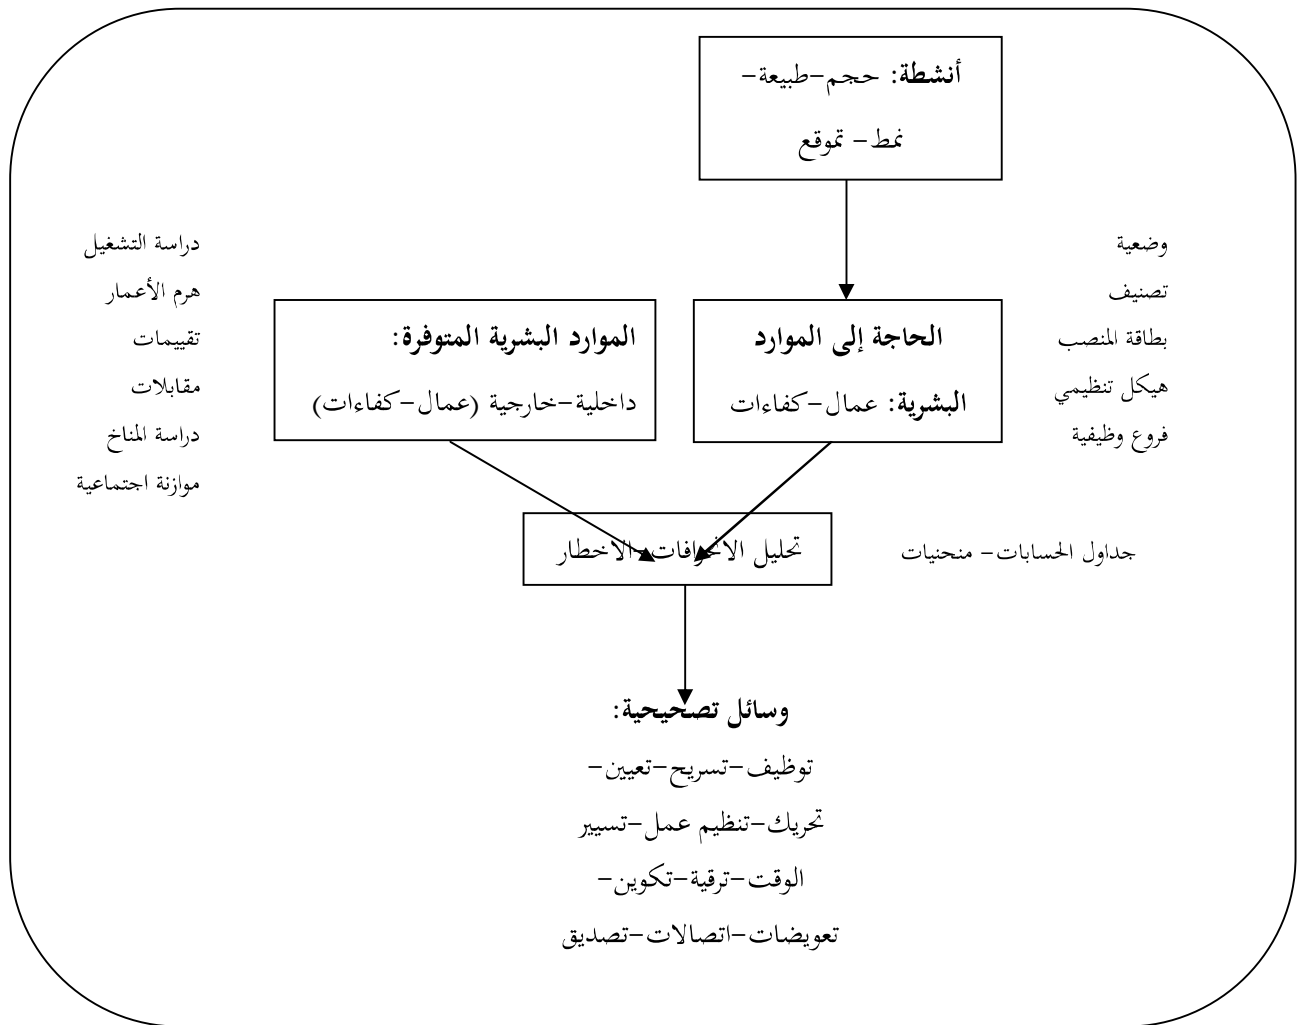 أنشطة: حجم-طبيعة-
نمط- تموقع
وضعية
تصنيف
بطاقة المنصب
هيكل تنظيمي
فروع وظيفية
الحاجة إلى الموارد
البشرية: عمال-كفاءات
الموارد البشرية المتوفرة:
داخلية-خارجية (عمال-كفاءات)
دراسة التشغيل
هرم الأعمار
تقييمات
مقابلات
دراسة المناخ
موازنة اجتماعية
تحليل الانحرافات-الاخطار
جداول الحسابات- منحنيات
وسائل تصحيحية:
توظيف-تسريح-تعيين-
تحريك-تنظيم عمل-تسيير
الوقت-ترقية-تكوين-
تعويضات-اتصالات-تصديق